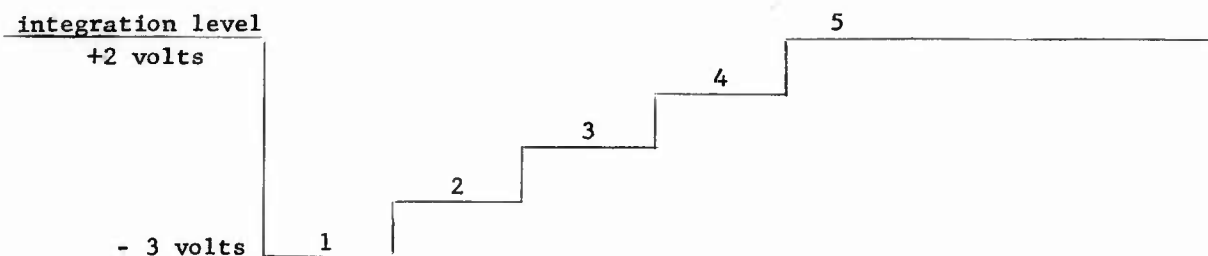 integration level
+2 volts
5
4
3
2
- 3 volts
1